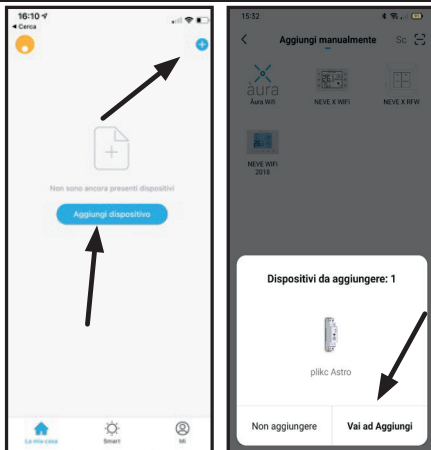 16:10
◀ Cerca
Non sono ancora presenti dispositivi
Aggiungi dispositivo
La mia casa
Smart
Mi
15:32
Aggiungi manualmente
Sc
àura
Àura Wifi
NEVE X WIFI
NEVE X RFW
NEVE WIFI
2018
Dispositivi da aggiungere: 1
plikc Astro
Non aggiungere
Vai ad Aggiungi